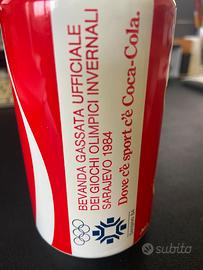 BEVANDA GASSATA UFFICIALE
DEI GIOCHI OLIMPICI INVERNALI
SARAJEVO 1984
Dove c'è sport c'è Coca-Cola.
subito